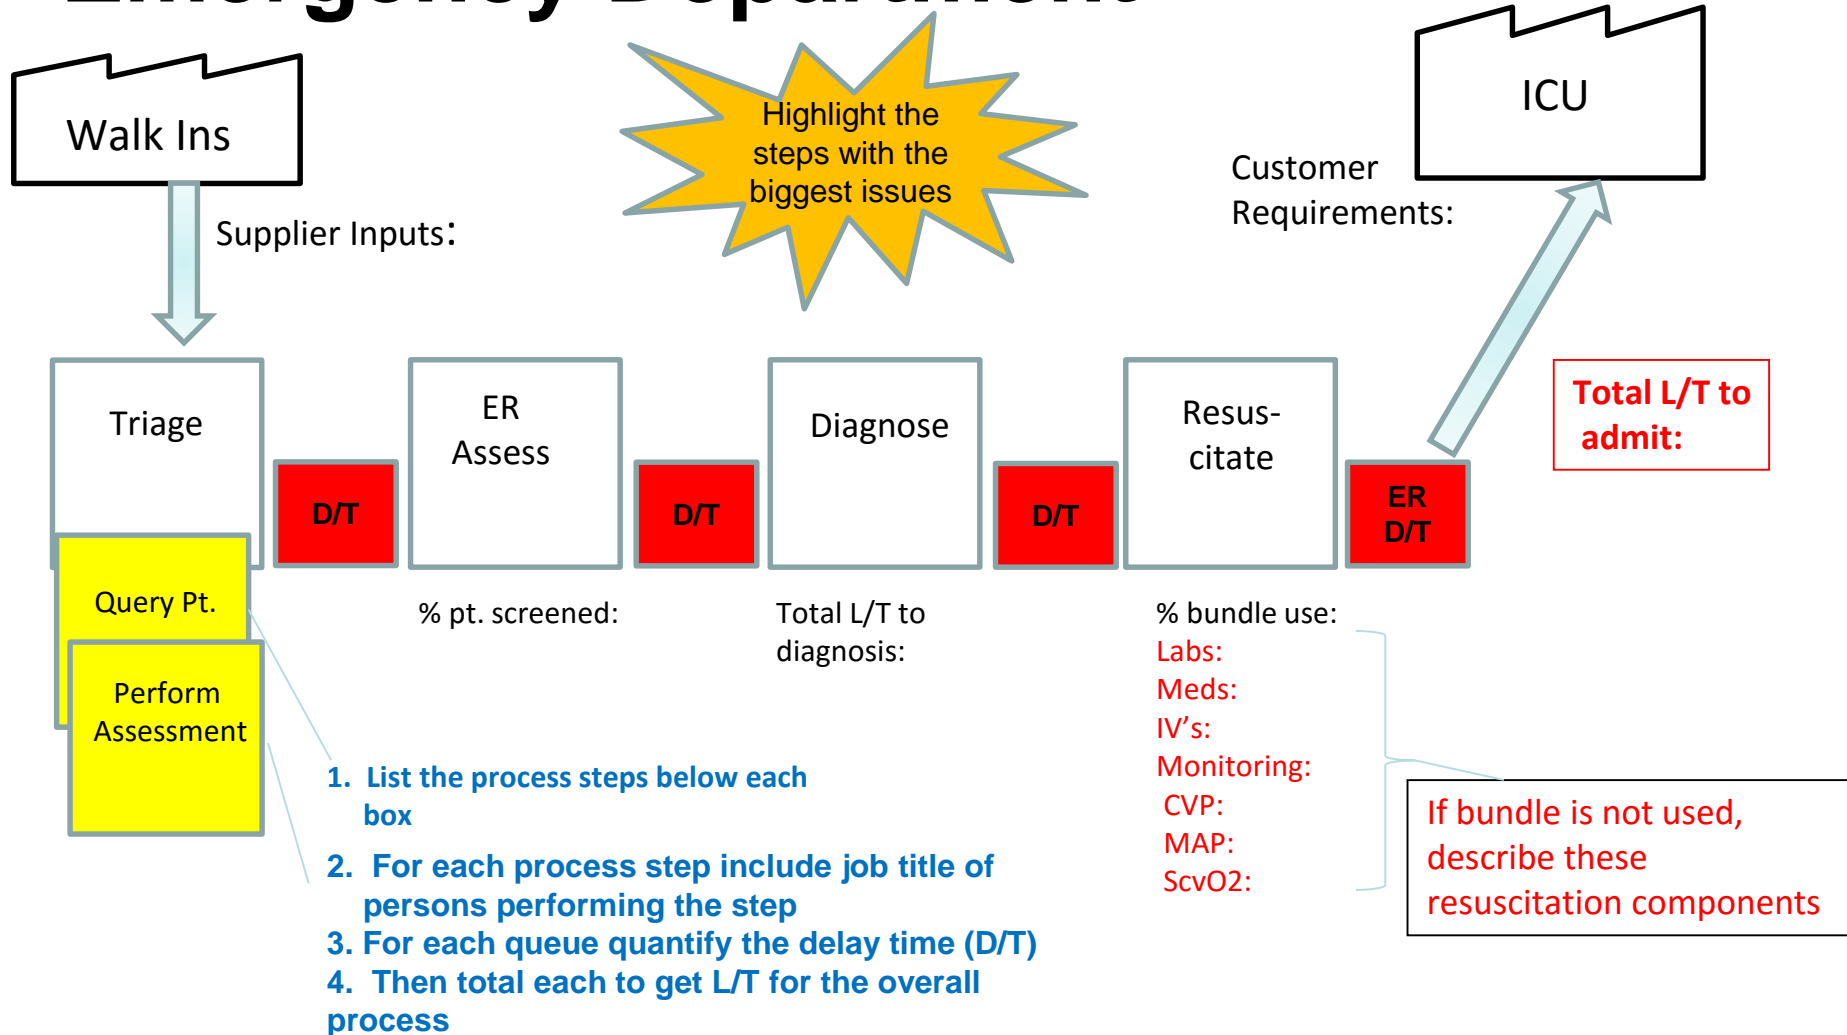 Emergency Department
Walk Ins
Supplier Inputs:
Highlight the
steps with the
biggest issues
Customer
Requirements:
ICU
Triage
D/T
ER
Assess
D/T
Diagnose
D/T
Resus-
citate
ER
D/T
Total L/T to
admit:
Query Pt.
Perform
Assessment
% pt. screened:
Total L/T to
diagnosis:
% bundle use:
Labs:
Meds:
IV’s:
Monitoring:
CVP:
MAP:
ScvO2:
If bundle is not used,
describe these
resuscitation components
1. List the process steps below each
box
2. For each process step include job title of
persons performing the step
3. For each queue quantify the delay time (D/T)
4. Then total each to get L/T for the overall
process